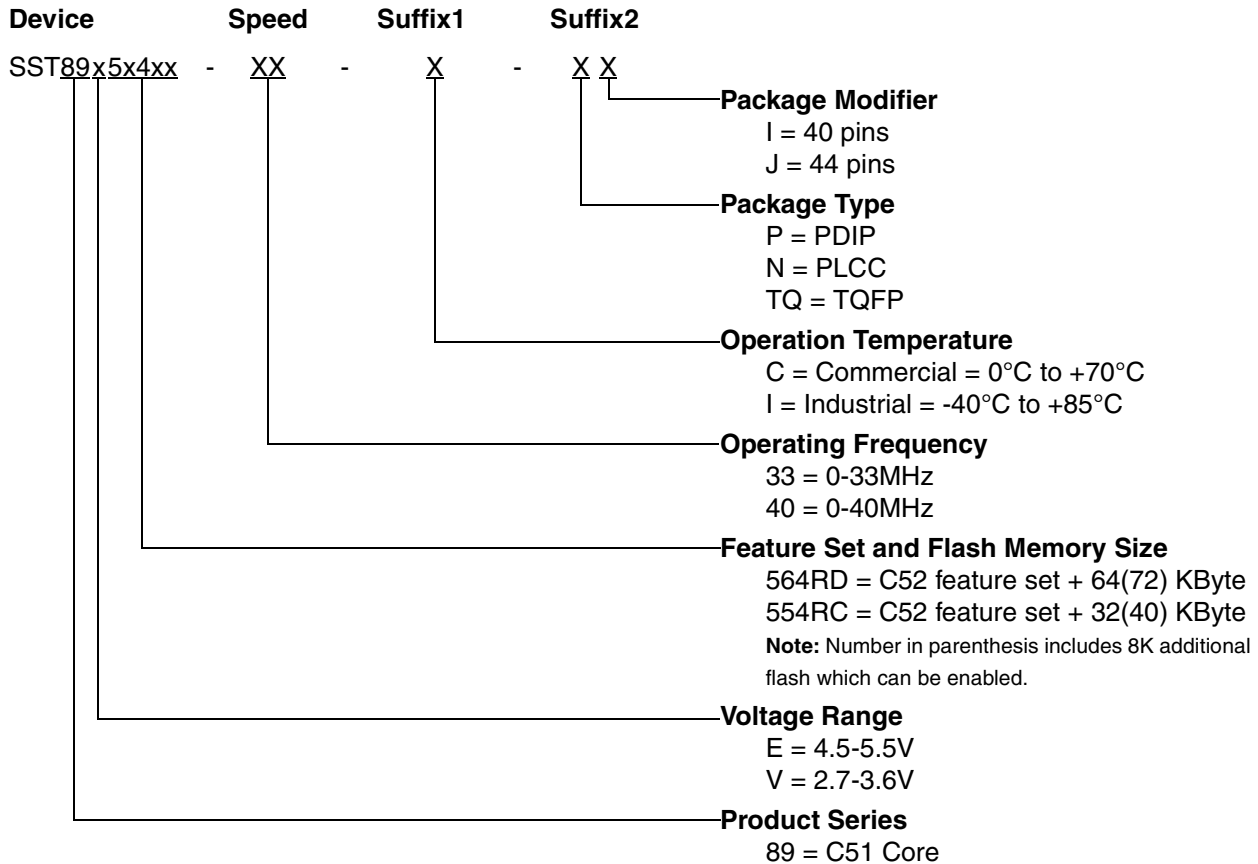 Device Speed Suffix1 Suffix2
SST89x5x4xx - XX - X - X X
Package Modifier
I = 40 pins
J = 44 pins
Package Type
P = PDIP
N = PLCC
TQ = TQFP
Operation Temperature
C = Commercial = 0°C to +70°C
I = Industrial = -40°C to +85°C
Operating Frequency
33 = 0-33MHz
40 = 0-40MHz
Feature Set and Flash Memory Size
564RD = C52 feature set + 64(72) KByte
554RC = C52 feature set + 32(40) KByte
Note: Number in parenthesis includes 8K additional
flash which can be enabled.
Voltage Range
E = 4.5-5.5V
V = 2.7-3.6V
Product Series
89 = C51 Core